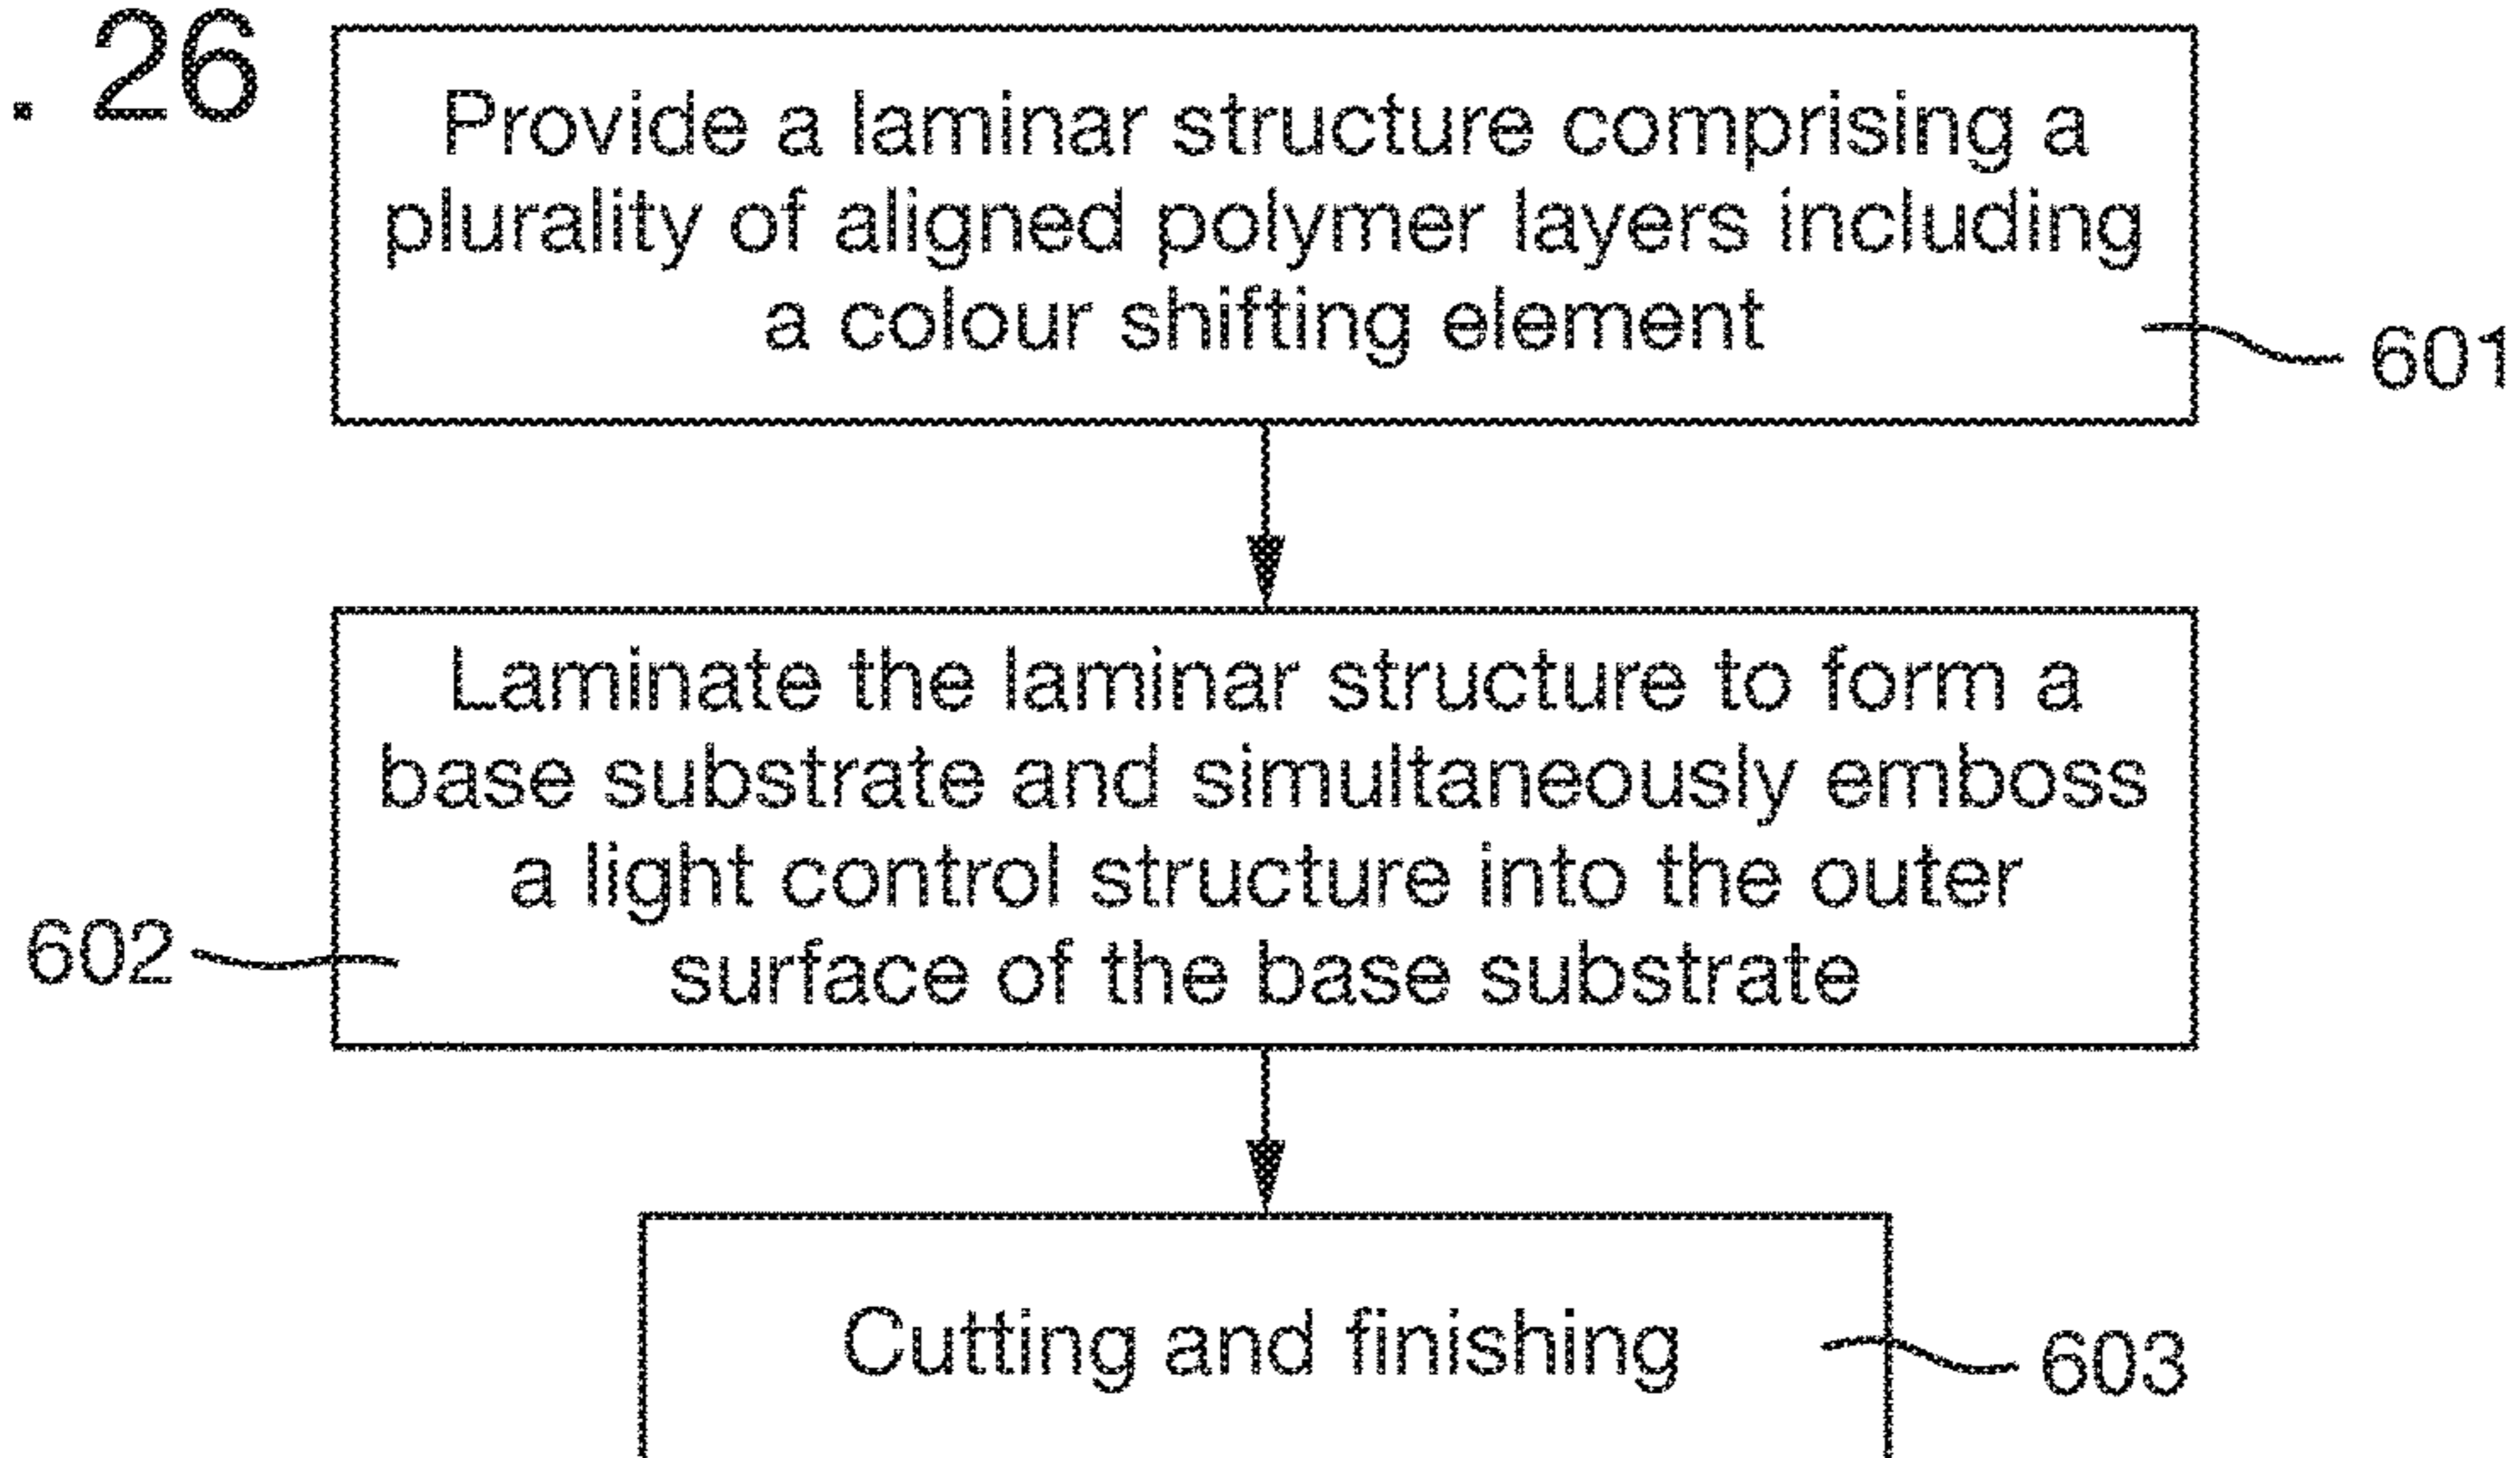 . 26
Provide a laminar structure comprising a
plurality of aligned polymer layers including
a colour shifting element
601
Laminate the laminar structure to form a
base substrate and simultaneously emboss
a light control structure into the outer
602
surface of the base substrate
Cutting and finishing
603